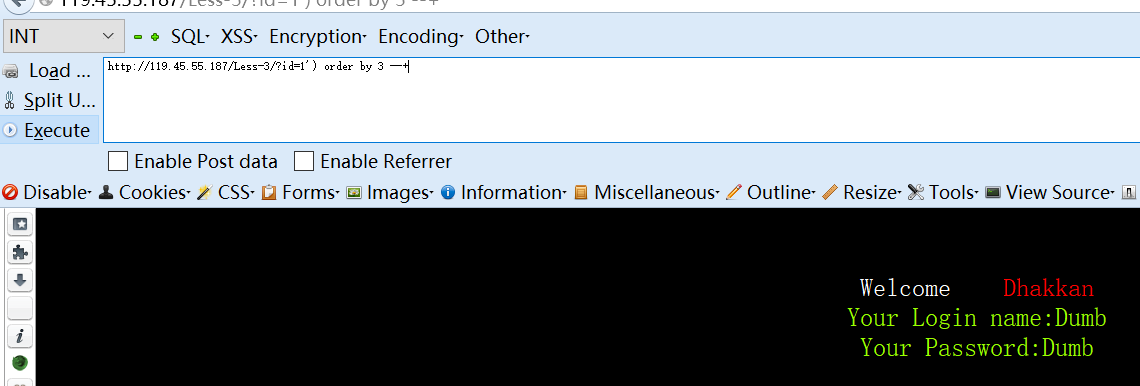 119.45.55.187/Less-3/?id=1') order by 3 --+
INT SQL XSS Encryption Encoding Other
Load ...
http://119.45.55.187/Less-3/?id=1') order by 3 --+
Split U...
Execute
Enable Post data Enable Referrer
Disable Cookies CSS Forms Images Information Miscellaneous Outline Resize Tools View Source
Welcome Dhakkan
Your Login name:Dumb
Your Password:Dumb